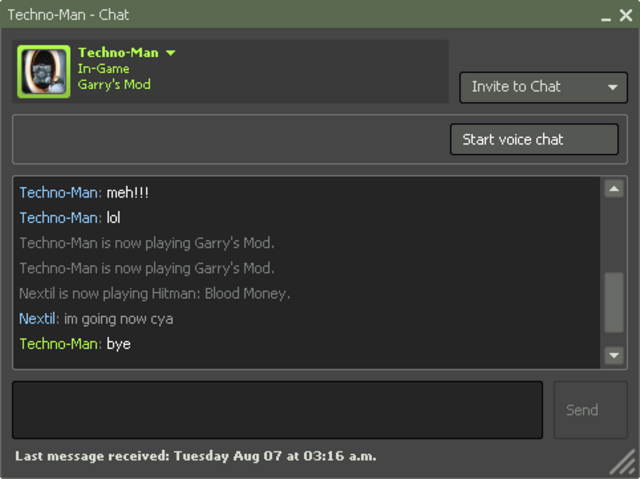 Techno-Man - Chat
Techno-Man
In-Game
Garry's Mod
Invite to Chat
Start voice chat
Techno-Man: meh!!!
Techno-Man: lol
Techno-Man is now playing Garry's Mod.
Techno-Man is now playing Garry's Mod.
Nextil is now playing Hitman: Blood Money.
Nextil: im going now cya
Techno-Man: bye
Send
Last message received: Tuesday Aug 07 at 03:16 a.m.